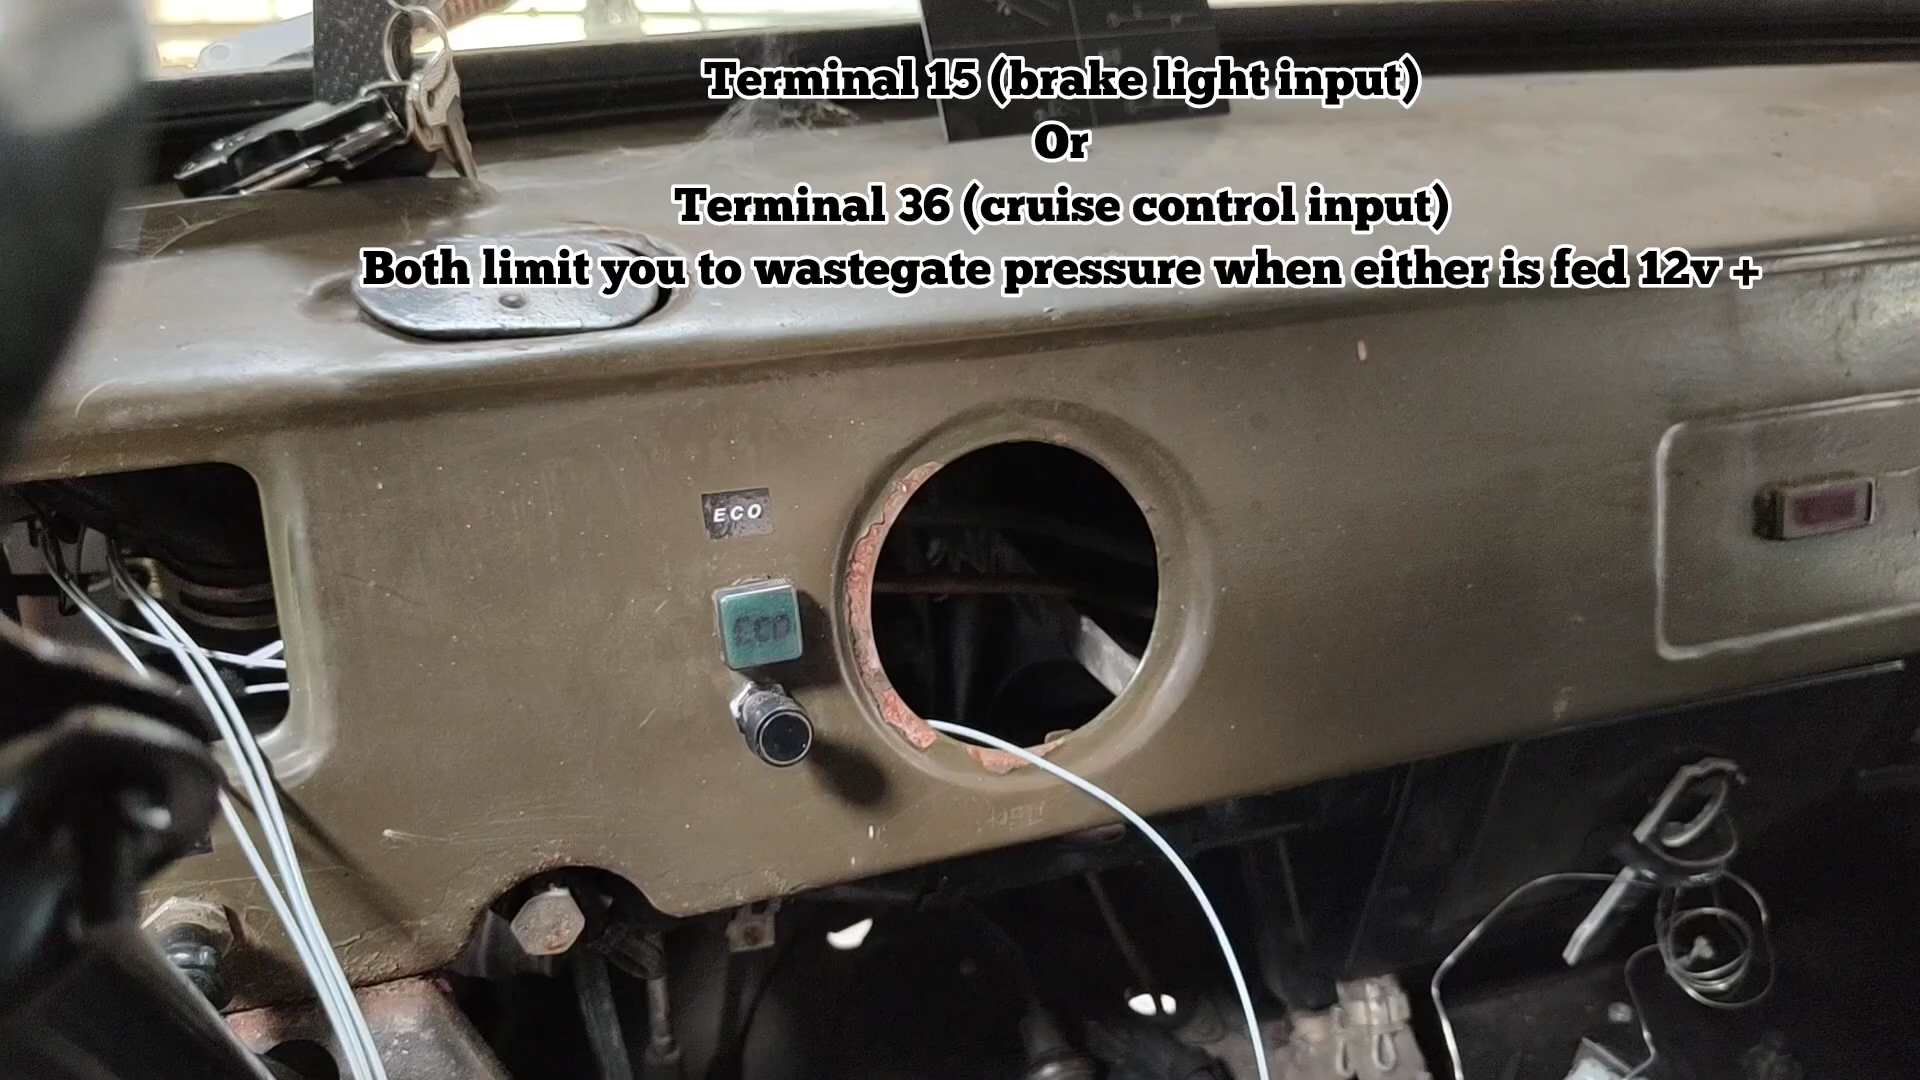 Terminal 15 (brake light input)
Or
Terminal 36 (cruise control input)
Both limit you to wastegate pressure when either is fed 12v +
ECO
ECO